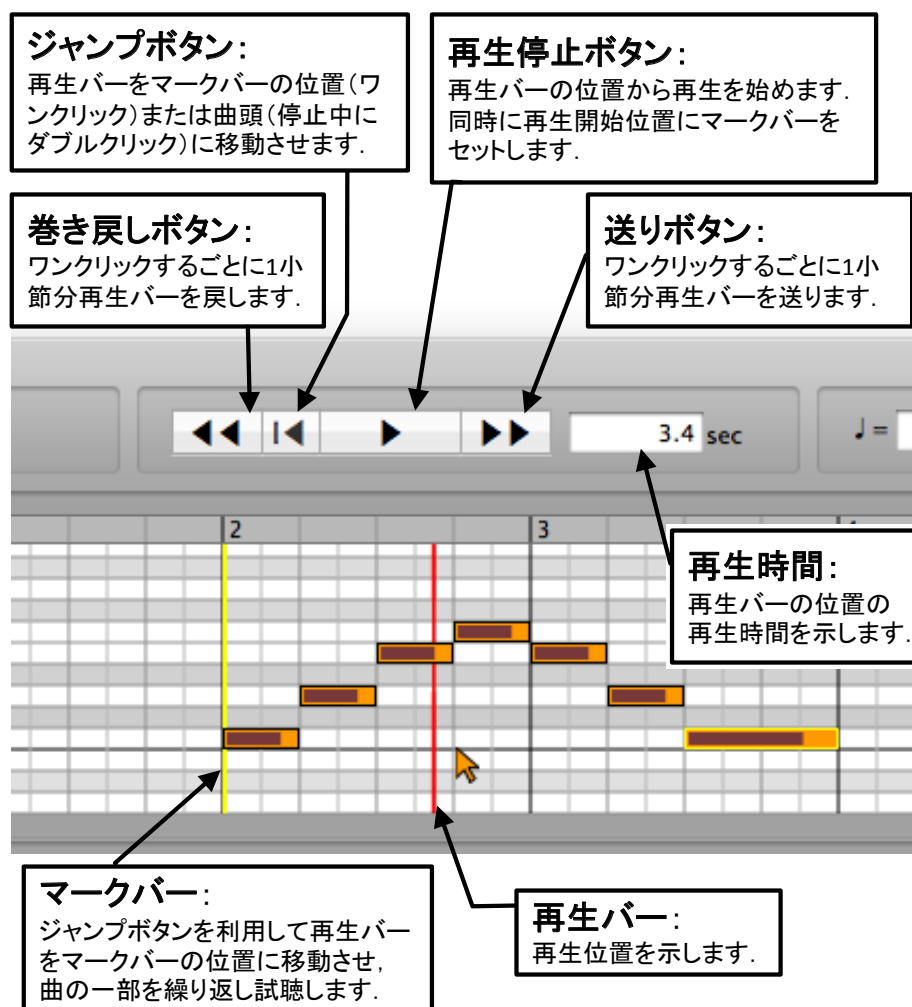 ジャンプボタン：
再生バーをマークバーの位置（ワ
ンクリック）または曲頭（停止中に
ダブルクリック）に移動させます．
再生停止ボタン：
再生バーの位置から再生を始めます．
同時に再生開始位置にマークバーを
セットします．
巻き戻しボタン：
ワンクリックするごとに1小
節分再生バーを戻します．
送りボタン：
ワンクリックするごとに1小
節分再生バーを送ります．
3.4 sec
♩=
2
3
再生時間：
再生バーの位置の
再生時間を示します．
マークバー：
ジャンプボタンを利用して再生バー
をマークバーの位置に移動させ，
曲の一部を繰り返し試聴します．
再生バー：
再生位置を示します．